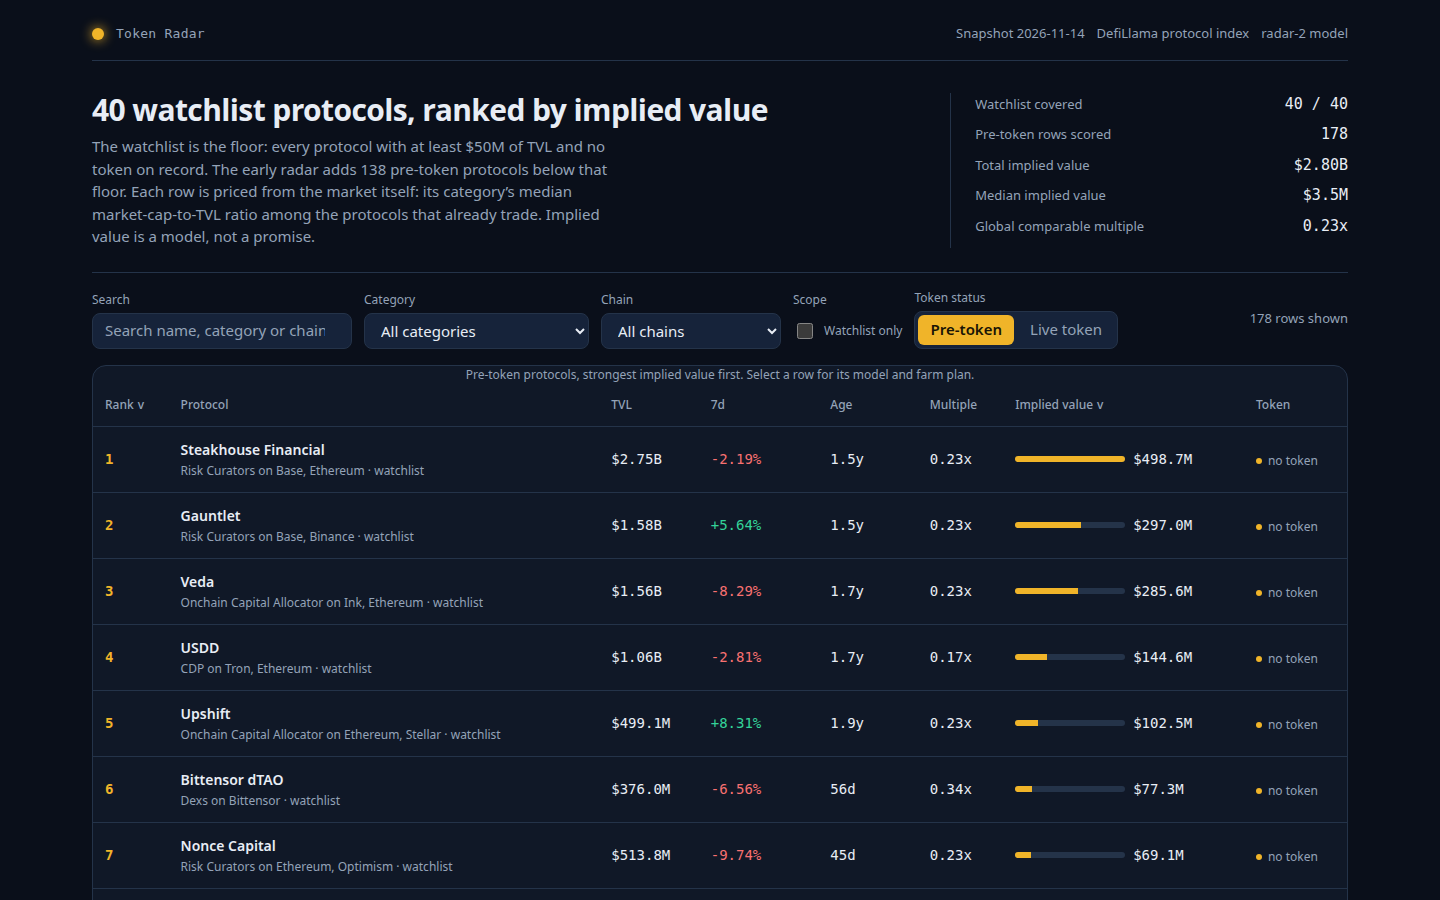 Token Radar
Snapshot 2026-11-14 DefiLlama protocol index radar-2 model
40 watchlist protocols, ranked by implied value
The watchlist is the floor: every protocol with at least $50M of TVL and no
token on record. The early radar adds 138 pre-token protocols below that
floor. Each row is priced from the market itself: its category's median
market-cap-to-TVL ratio among the protocols that already trade. Implied
value is a model, not a promise.
Watchlist covered 40 / 40
Pre-token rows scored 178
Total implied value $2.80B
Median implied value $3.5M
Global comparable multiple 0.23x
Search Category Chain Scope Token status
Search name, category or chain All categories All chains Watchlist only Pre-token Live token 178 rows shown
Pre-token protocols, strongest implied value first. Select a row for its model and farm plan.
Rank v Protocol TVL 7d Age Multiple Implied value v Token
1 Steakhouse Financial $2.75B -2.19% 1.5y 0.23x $498.7M no token
Risk Curators on Base, Ethereum · watchlist
2 Gauntlet $1.58B +5.64% 1.5y 0.23x $297.0M no token
Risk Curators on Base, Binance · watchlist
3 Veda $1.56B -8.29% 1.7y 0.23x $285.6M no token
Onchain Capital Allocator on Ink, Ethereum · watchlist
4 USDD $1.06B -2.81% 1.7y 0.17x $144.6M no token
CDP on Tron, Ethereum · watchlist
5 Upshift $499.1M +8.31% 1.9y 0.23x $102.5M no token
Onchain Capital Allocator on Ethereum, Stellar · watchlist
6 Bittensor dTAO $376.0M -6.56% 56d 0.34x $77.3M no token
Dexs on Bittensor · watchlist
7 Nonce Capital $513.8M -9.74% 45d 0.23x $69.1M no token
Risk Curators on Ethereum, Optimism · watchlist